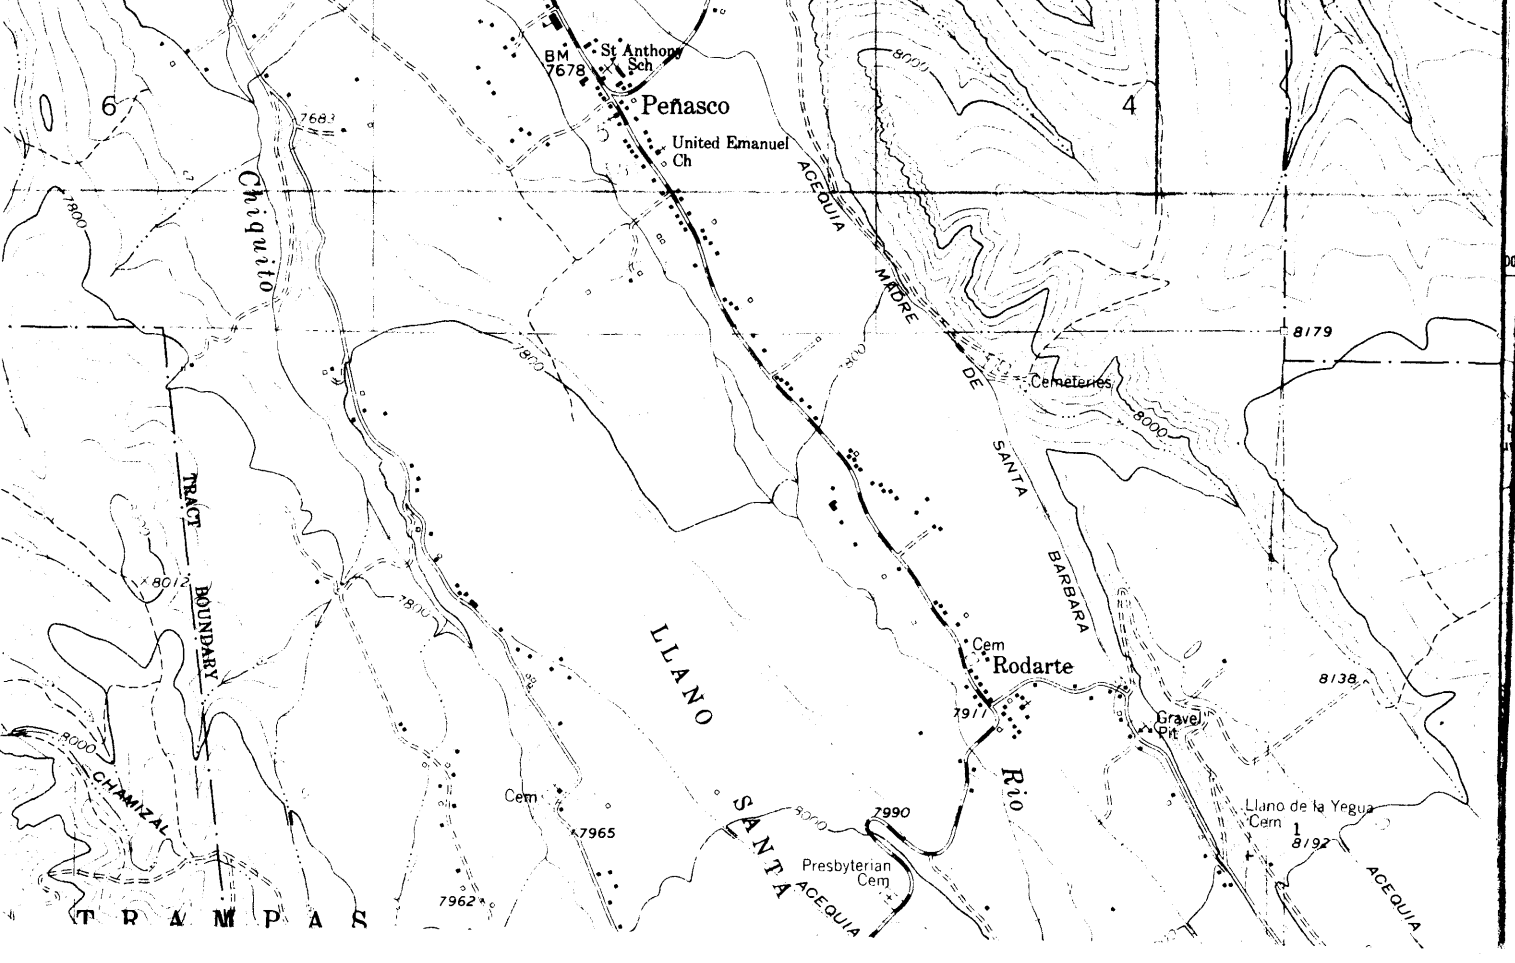 8000
BM
7678
St Anthony
Sch
6
Peñasco
4
7683
5
United Emanuel
Ch
7800
Chiquito
ACEQUIA MADRE DE SANTA BARBARA
8179
7800
Cemeteries
8000
TRACT BOUNDARY
8012
7800
LLANO SANTA
Cem
Rodarte
8138
7911
Gravel
Pit
8000
CHAMIZAL
Rio
Cem
7965
8000
7990
Llano de la Yegua
Cem
1
8192
Presbyterian
Cem
ACEQUIA
ACEQUIA
7962
TRAMPAS